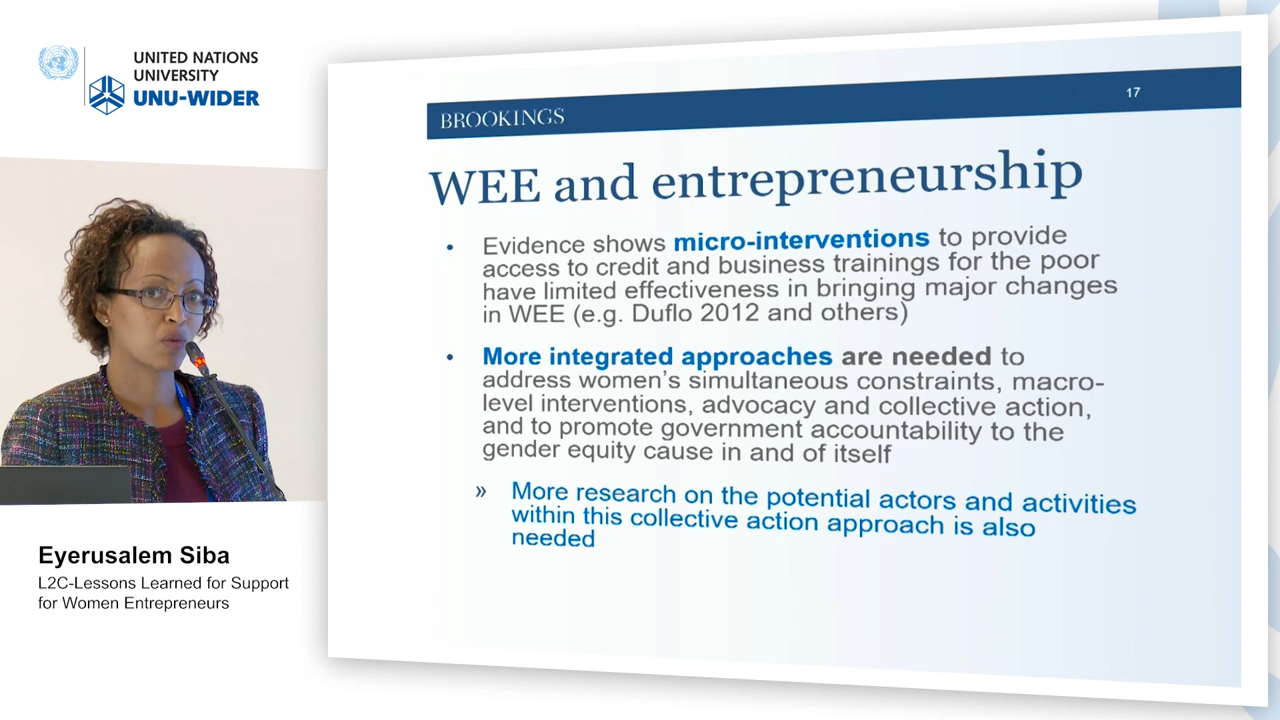 UNITED NATIONS
UNIVERSITY
UNU-WIDER
BROOKINGS
17
WEE and entrepreneurship
• Evidence shows micro-interventions to provide
access to credit and business trainings for the poor
have limited effectiveness in bringing major changes
in WEE (e.g. Duflo 2012 and others)
• More integrated approaches are needed to
address women's simultaneous constraints, macro-
level interventions, advocacy and collective action,
and to promote government accountability to the
gender equity cause in and of itself
» More research on the potential actors and activities
within this collective action approach is also
needed
Eyerusalem Siba
L2C-Lessons Learned for Support
for Women Entrepreneurs